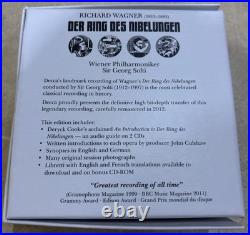 RICHARD WAGNER (1813-1883)
DER RING DES NIBELUNGEN
Wiener Philharmoniker
Sir Georg Solti
Decca's landmark recording of Wagner's Der Ring des Nibelungen
conducted by Sir Georg Solti (1912-1997) is the most celebrated
classical recording in history.
Decca proudly presents the definitive high bit-depth transfer of this
legendary recording, carefully remastered in 2012.
This edition includes:
• Deryck Cooke's acclaimed An Introduction to Der Ring des
Nibelungen — an audio guide on 2 CDs
• Written introductions to each opera by producer John Culshaw
• Synopses in English and German
• Many original session photographs
• Libretti with English and French translations available to
download and on bonus CD-ROM
"Greatest recording of all time"
(Gramophone Magazine 1999 · BBC Music Magazine 2011)
Grammy Award · Edison Award · Grand Prix mondial du disque